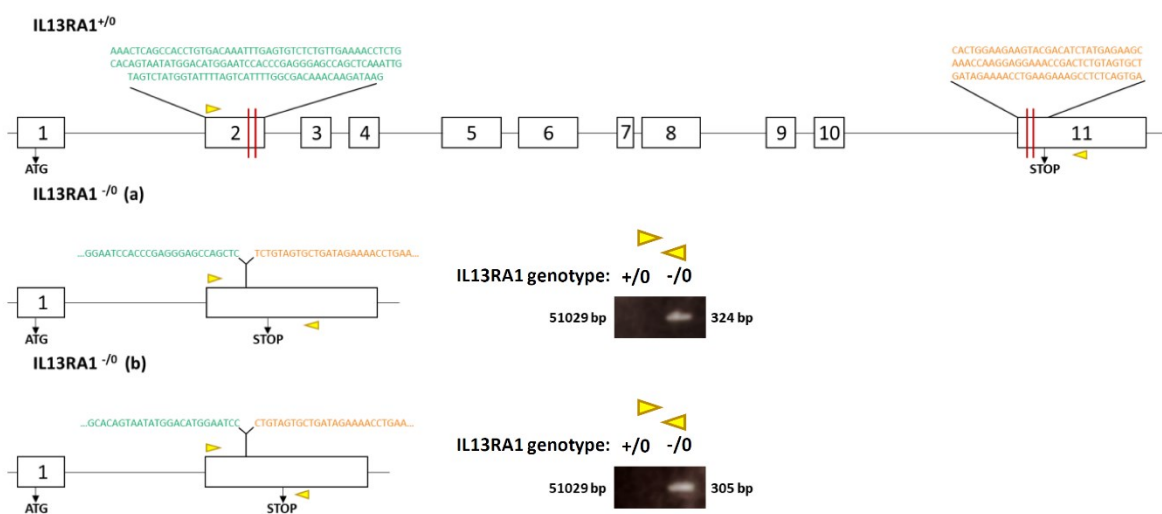 IL13RA1+/0
AAACTCAGCCACCTGTGACAAATTTGAGTGTCTCTGTTGAAAACCTCTG
CACAGTAATATGGACATGGAATCCACCCGAGGGAGCCAGCTCAAATTG
TAGTCTATGGTATTTTAGTCATTTTGGCGACAAACAAGATAAG
CACTGGAAGAAGTACGACATCTATGAGAAGC
AAACCAAGGAGGAAACCGACTCTGTAGTGCT
GATAGAAAACCTGAAGAAAGCCTCTCAGTGA
1 2 3 4 5 6 7 8 9 10 11
ATG STOP
IL13RA1 -/0 (a)
...GGAATCCACCCGAGGGAGCCAGCTC TCTGTAGTGCTGATAGAAAACCTGAA...
1
ATG STOP
IL13RA1 genotype: +/0 -/0
51029 bp 324 bp
IL13RA1 -/0 (b)
...GCACAGTAATATGGACATGGAATCC CTGTAGTGCTGATAGAAAACCTGAA...
1
ATG STOP
IL13RA1 genotype: +/0 -/0
51029 bp 305 bp